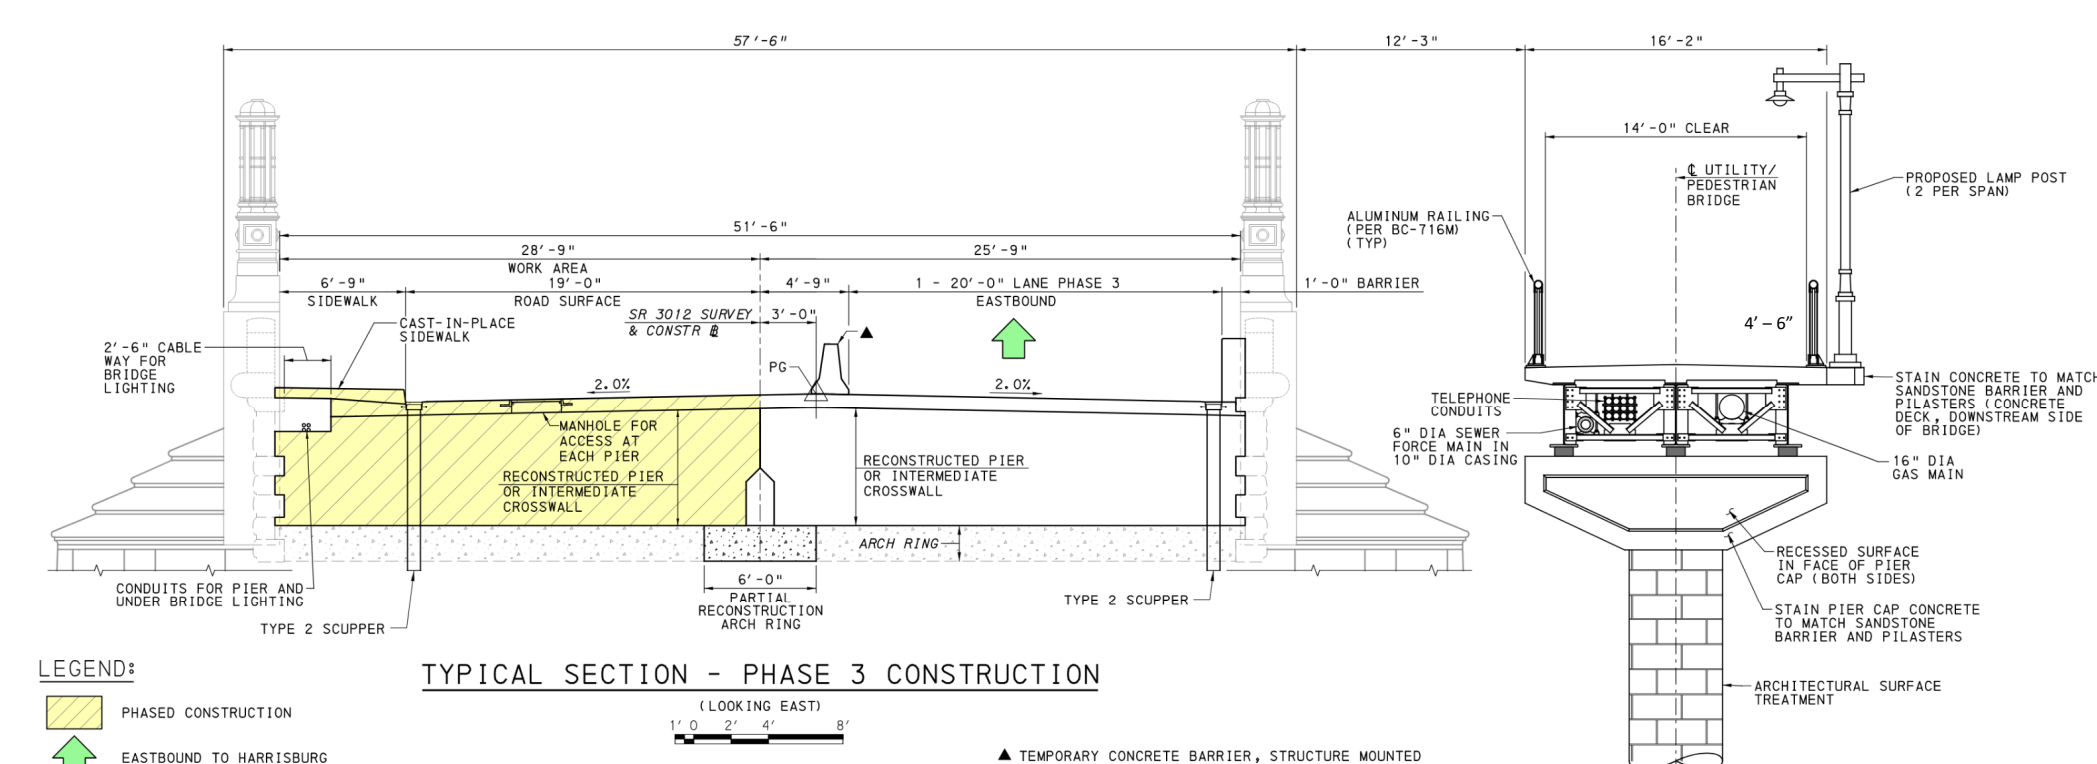 57'-6"
12'-3"
16'-2"
14'-0" CLEAR
℄ UTILITY/
PEDESTRIAN
BRIDGE
PROPOSED LAMP POST
(2 PER SPAN)
ALUMINUM RAILING
(PER BC-716M)
(TYP)
51'-6"
28'-9"
WORK AREA
25'-9"
6'-9"
SIDEWALK
19'-0"
ROAD SURFACE
4'-9"
1 - 20'-0" LANE PHASE 3
EASTBOUND
1'-0" BARRIER
SR 3012 SURVEY
& CONSTR ℄
3'-0"
4'-6"
CAST-IN-PLACE
SIDEWALK
2'-6" CABLE
WAY FOR
BRIDGE
LIGHTING
2.0%
PG
2.0%
MANHOLE FOR
ACCESS AT
EACH PIER
RECONSTRUCTED PIER
OR INTERMEDIATE
CROSSWALL
RECONSTRUCTED PIER
OR INTERMEDIATE
CROSSWALL
TELEPHONE
CONDUITS
6" DIA SEWER
FORCE MAIN IN
10" DIA CASING
STAIN CONCRETE TO MATCH
SANDSTONE BARRIER AND
PILASTERS (CONCRETE
DECK, DOWNSTREAM SIDE
OF BRIDGE)
16" DIA
GAS MAIN
ARCH RING
CONDUITS FOR PIER AND
UNDER BRIDGE LIGHTING
TYPE 2 SCUPPER
6'-0"
PARTIAL
RECONSTRUCTION
ARCH RING
TYPE 2 SCUPPER
RECESSED SURFACE
IN FACE OF PIER
CAP (BOTH SIDES)
STAIN PIER CAP CONCRETE
TO MATCH SANDSTONE
BARRIER AND PILASTERS
ARCHITECTURAL SURFACE
TREATMENT
LEGEND:
PHASED CONSTRUCTION
EASTBOUND TO HARRISBURG
TYPICAL SECTION - PHASE 3 CONSTRUCTION
(LOOKING EAST)
1' 0 2' 4' 8'
▲ TEMPORARY CONCRETE BARRIER, STRUCTURE MOUNTED